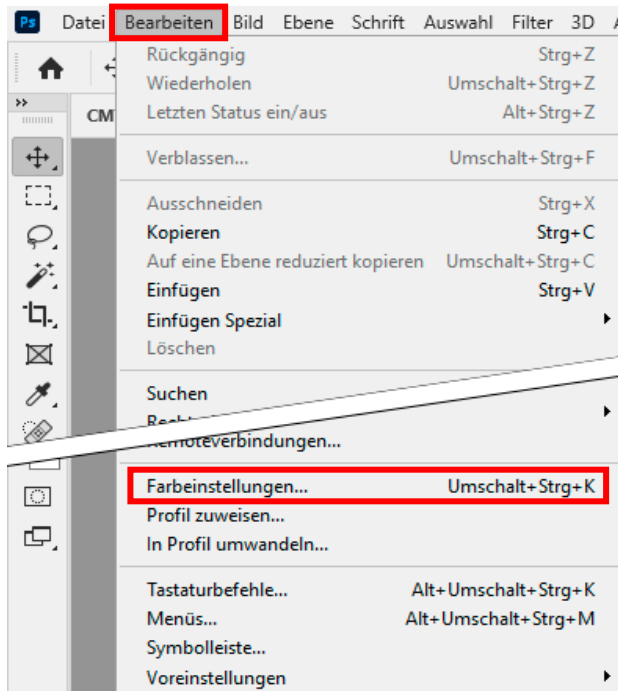 Ps Datei Bearbeiten Bild Ebene Schrift Auswahl Filter 3D
Rückgängig Strg+Z
Wiederholen Umschalt+Strg+Z
CM Letzten Status ein/aus Alt+Strg+Z
Verblassen... Umschalt+Strg+F
Ausschneiden Strg+X
Kopieren Strg+C
Auf eine Ebene reduziert kopieren Umschalt+Strg+C
Einfügen Strg+V
Einfügen Spezial
Löschen
Suchen
Remoteverbindungen...
Farbeinstellungen... Umschalt+Strg+K
Profil zuweisen...
In Profil umwandeln...
Tastaturbefehle... Alt+Umschalt+Strg+K
Menüs... Alt+Umschalt+Strg+M
Symbolleiste...
Voreinstellungen